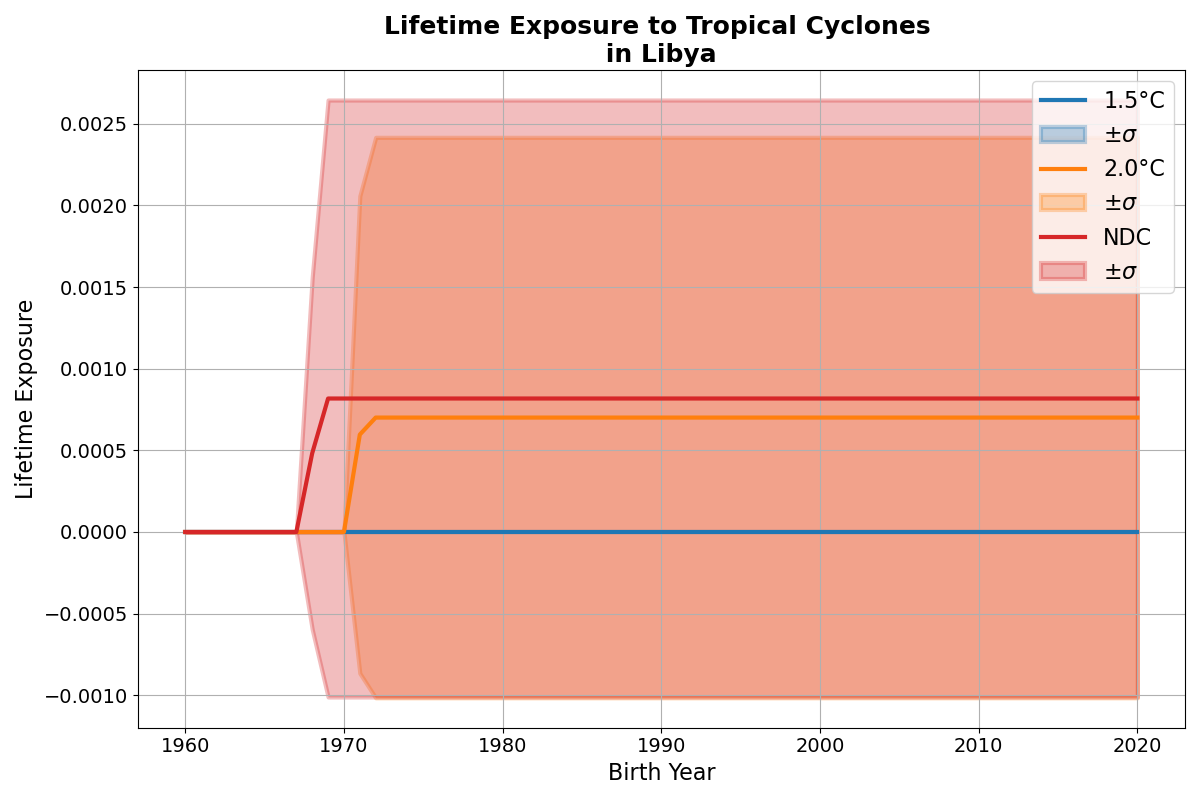 Lifetime Exposure to Tropical Cyclones
in Libya
Lifetime Exposure
0.0025
0.0020
0.0015
0.0010
0.0005
0.0000
−0.0005
−0.0010
1960
1970
1980
1990
2000
2010
2020
Birth Year
1.5°C
±σ
2.0°C
±σ
NDC
±σ